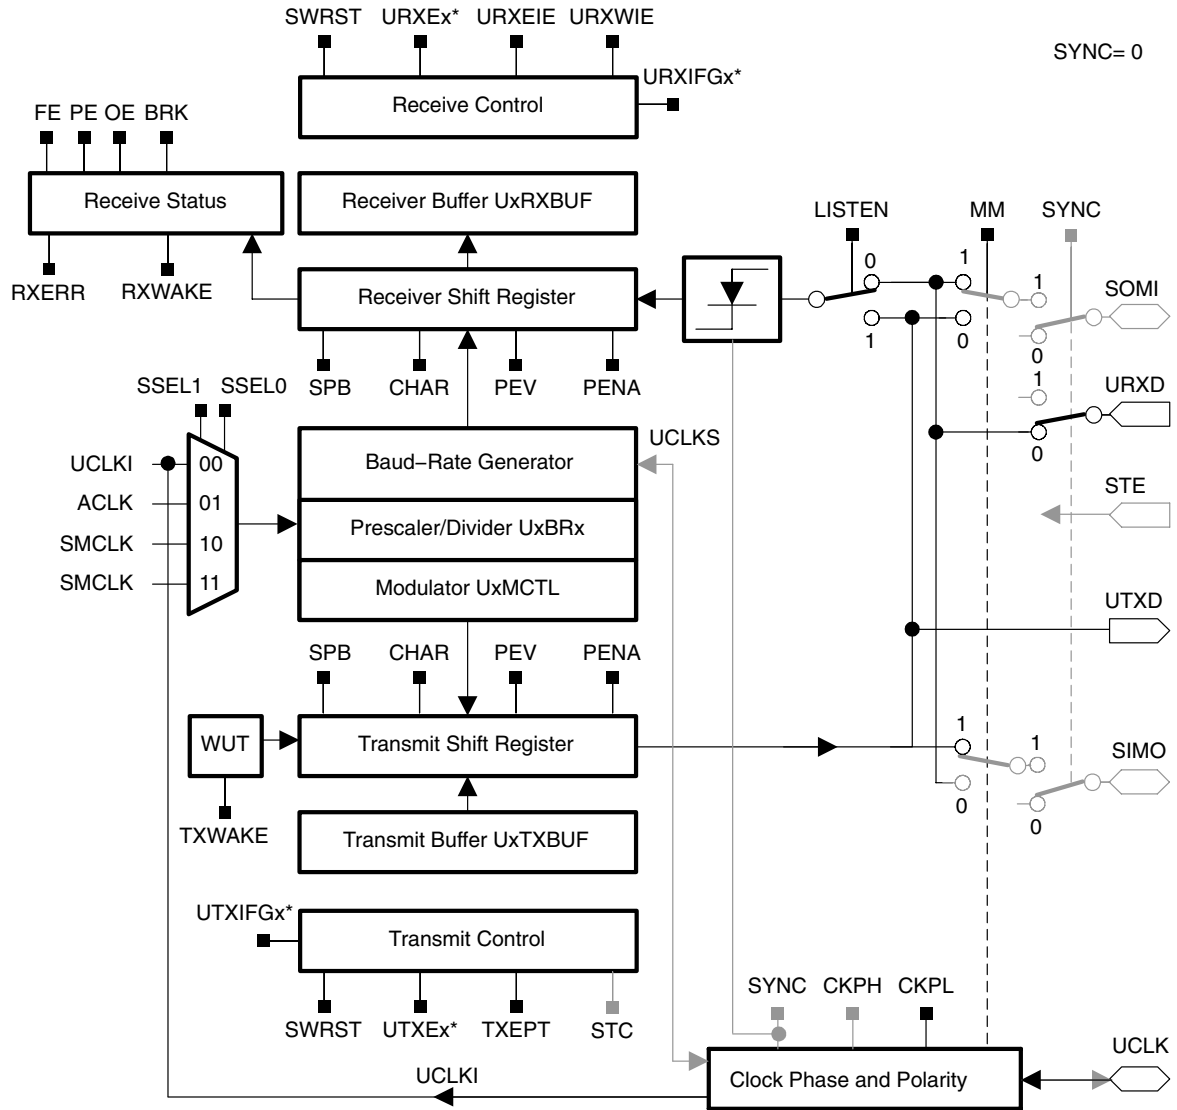 SWRST URXEx* URXEIE URXWIE
SYNC= 0
URXIFGx*
Receive Control
FE PE OE BRK
Receive Status
Receiver Buffer UxRXBUF
LISTEN MM SYNC
RXERR RXWAKE
Receiver Shift Register
0 1 1
SOMI
1 0 0
SPB CHAR PEV PENA
1
URXD
0
SSEL1 SSEL0
UCLKS
UCLKI 00
ACLK 01
SMCLK 10
SMCLK 11
Baud–Rate Generator
Prescaler/Divider UxBRx
Modulator UxMCTL
STE
UTXD
SPB CHAR PEV PENA
WUT
Transmit Shift Register
1 1
SIMO
0 0
TXWAKE
Transmit Buffer UxTXBUF
UTXIFGx*
Transmit Control
SWRST UTXEx* TXEPT STC
SYNC CKPH CKPL
UCLK
UCLKI
Clock Phase and Polarity